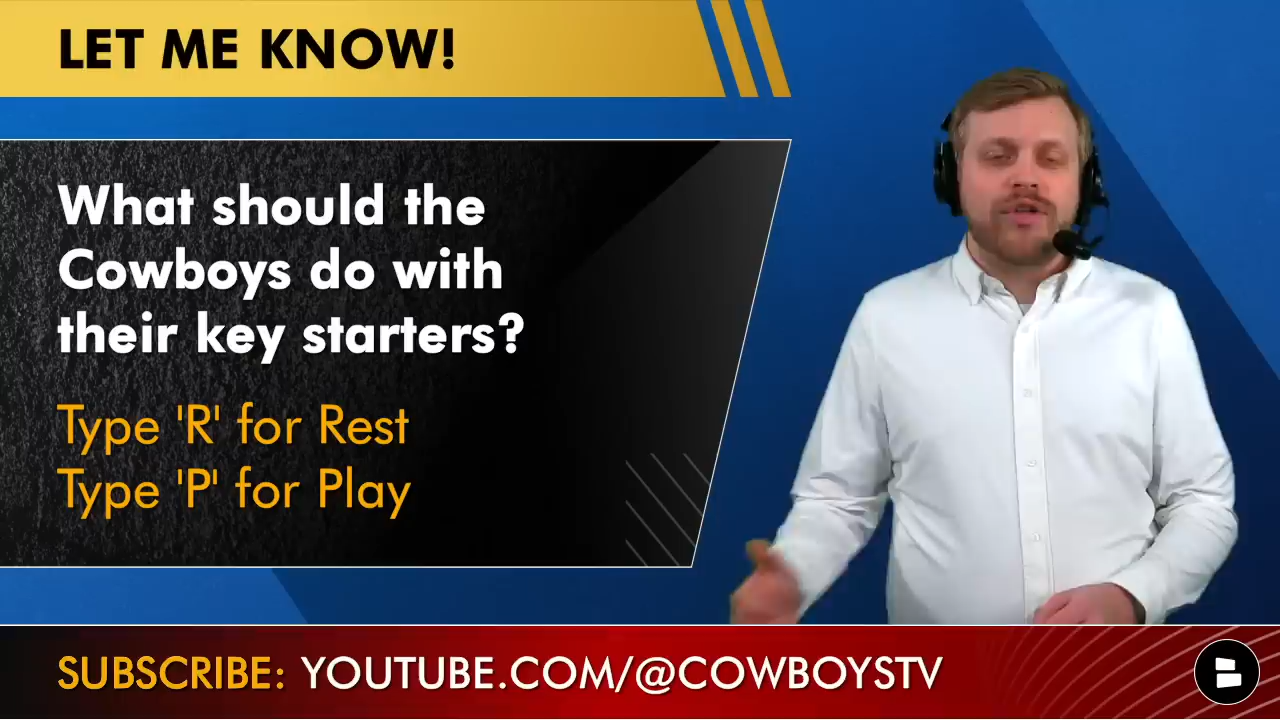 LET ME KNOW!
What should the
Cowboys do with
their key starters?
Type 'R' for Rest
Type 'P' for Play
SUBSCRIBE: YOUTUBE.COM/@COWBOYSTV